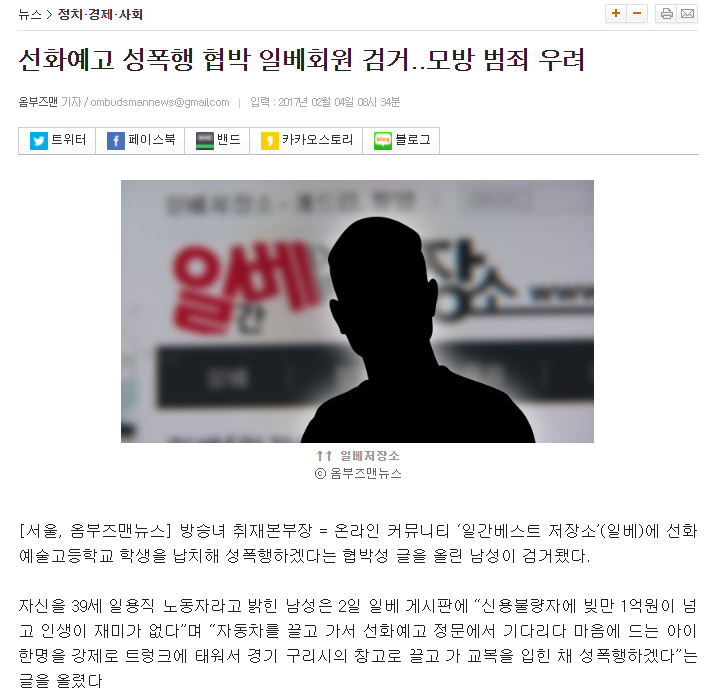 뉴스 > 정치·경제·사회
선화예고 성폭행 협박 일베회원 검거..모방 범죄 우려
옴부즈맨 기자 / ombudsmannews@gmail.com | 입력 : 2017년 02월 04일 06시 34분
트위터 페이스북 밴드 카카오스토리 블로그
일베
간
장소 www
↑↑ 일베저장소
ⓒ 옴부즈맨뉴스
[서울, 옴부즈맨뉴스] 방승녀 취재본부장 = 온라인 커뮤니티 ‘일간베스트 저장소’(일베)에 선화
예술고등학교 학생을 납치해 성폭행하겠다는 협박성 글을 올린 남성이 검거됐다.
자신을 39세 일용직 노동자라고 밝힌 남성은 2일 일베 게시판에 “신용불량자에 빚만 1억원이 넘
고 인생이 재미가 없다”며 “자동차를 끌고 가서 선화예고 정문에서 기다리다 마음에 드는 아이
한명을 강제로 트렁크에 태워서 경기 구리시의 창고로 끌고 가 교복을 입힌 채 성폭행하겠다”는
글을 올렸다